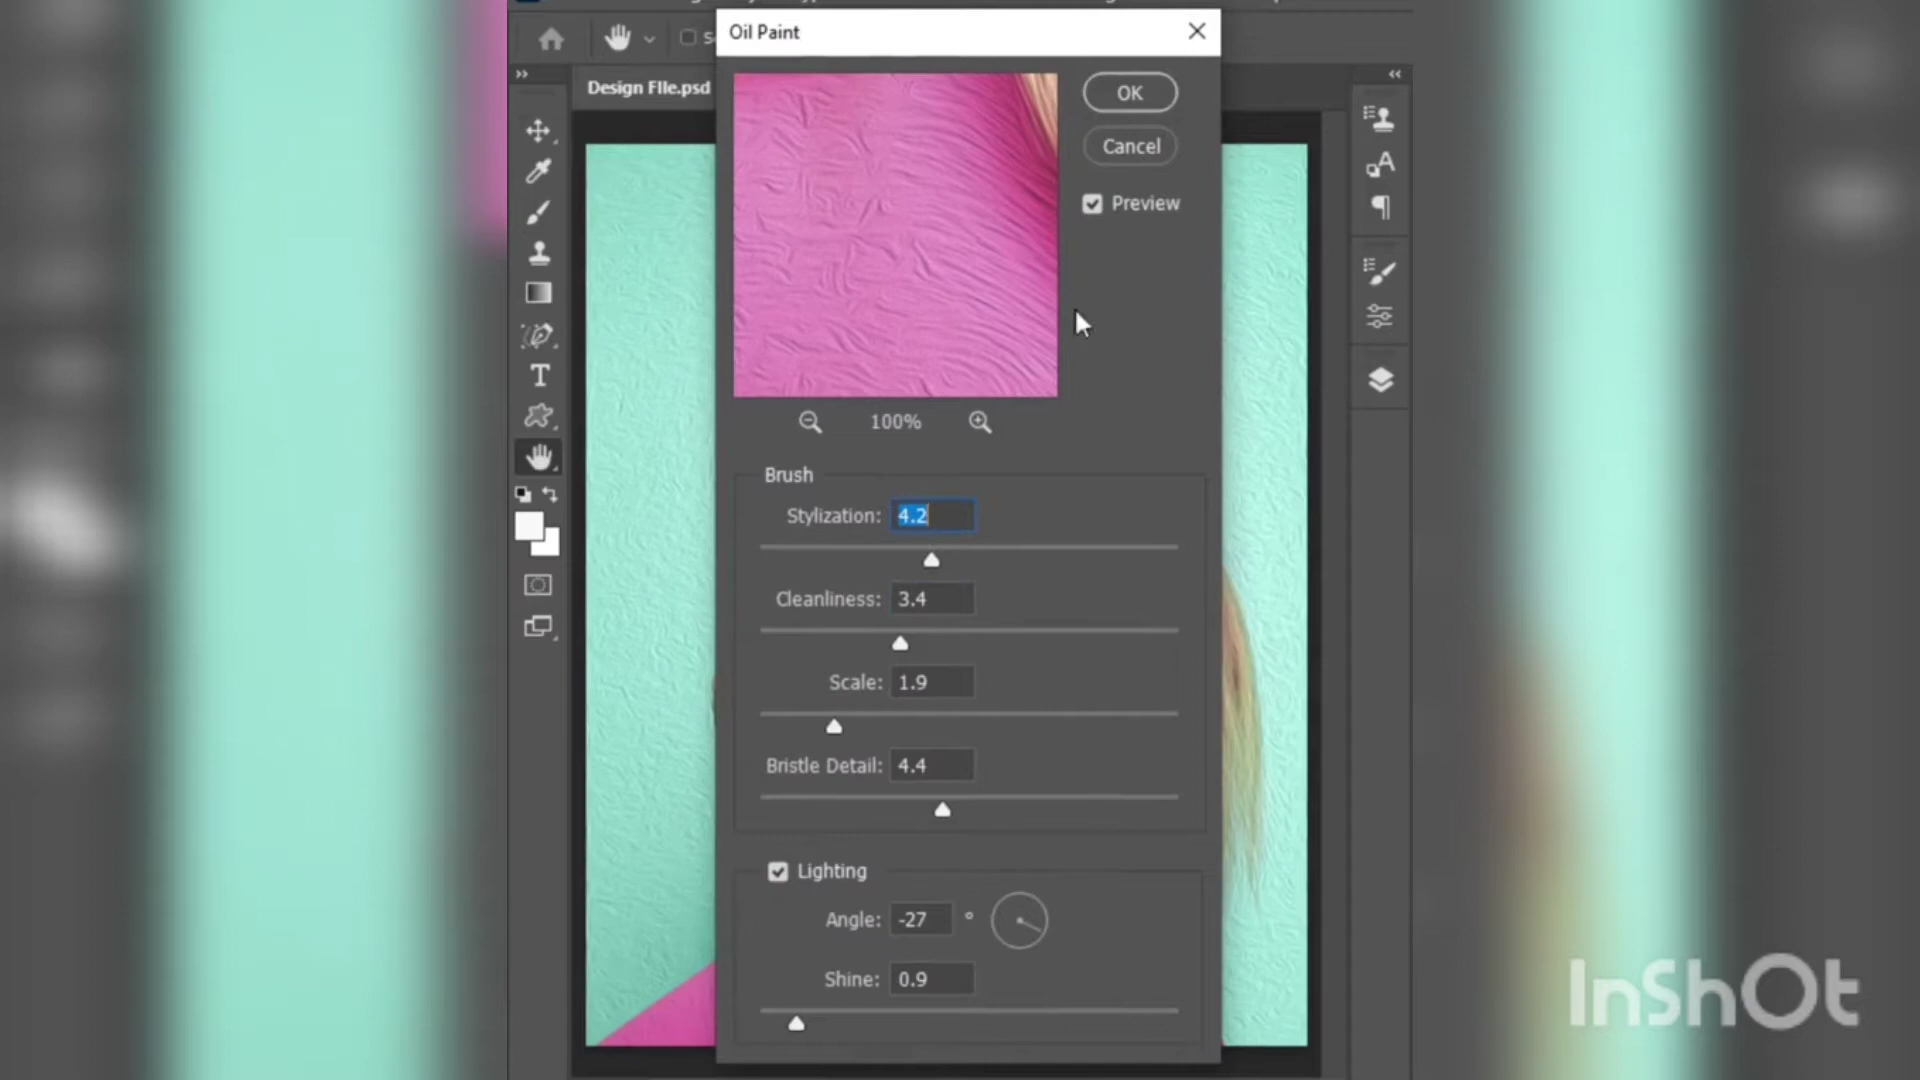 Oil Paint
Design FIle.psd
OK
Cancel
Preview
100%
Brush
Stylization: 4.2
Cleanliness: 3.4
Scale: 1.9
Bristle Detail: 4.4
Lighting
Angle: -27 °
Shine: 0.9
InShOt